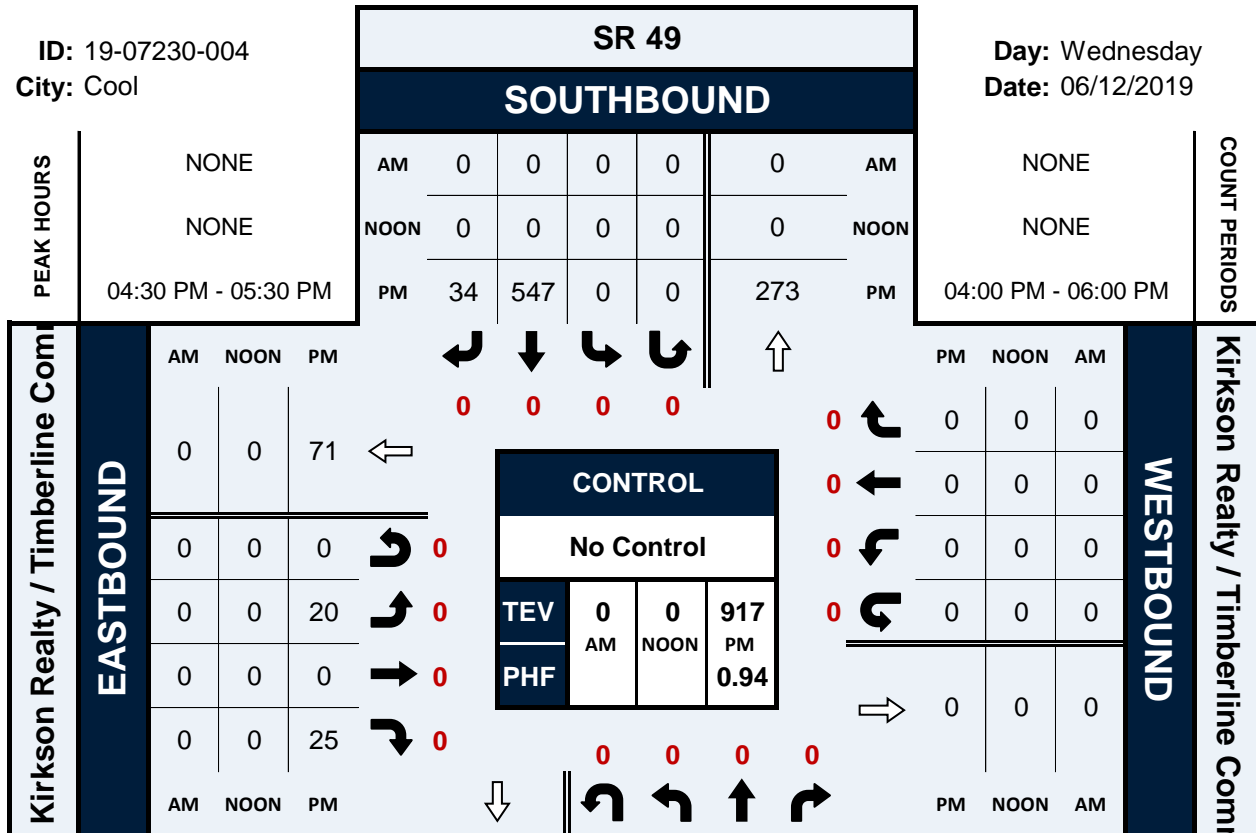 ID: 19-07230-004
City: Cool
SR 49
SOUTHBOUND
Day: Wednesday
Date: 06/12/2019
PEAK HOURS
NONE
NONE
04:30 PM - 05:30 PM
AM 0 0 0 0 0 AM
NOON 0 0 0 0 0 NOON
PM 34 547 0 0 273 PM
NONE
NONE
04:00 PM - 06:00 PM
COUNT PERIODS
Kirkson Realty / Timberline Com
EASTBOUND
AM NOON PM
0 0 71
0 0 0 0
0 0 20 0
0 0 0 0
0 0 25 0
AM NOON PM
0 0 0 0
CONTROL
No Control
TEV 0 0 917
AM NOON PM
PHF 0.94
0 0 0 0
PM NOON AM
0 0 0 0
0 0 0 0
0 0 0 0
0 0 0 0
0 0 0
PM NOON AM
WESTBOUND
Kirkson Realty / Timberline Com